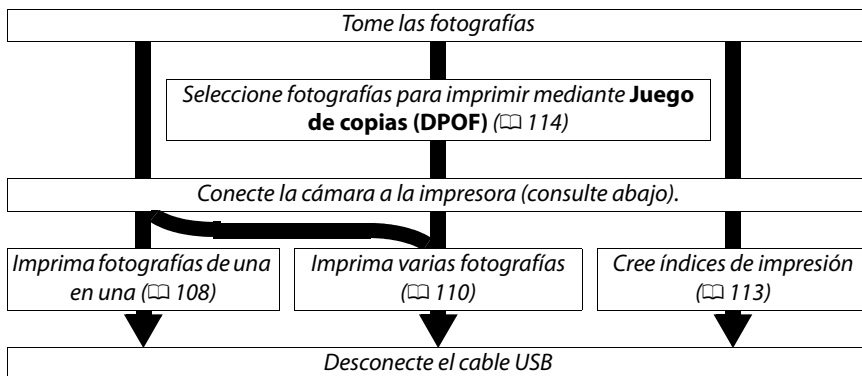 Tome las fotografías
Seleccione fotografías para imprimir mediante Juego
de copias (DPOF) (📖 114)
Conecte la cámara a la impresora (consulte abajo).
Imprima fotografías de una
en una (📖 108)
Imprima varias fotografías
(📖 110)
Cree índices de impresión
(📖 113)
Desconecte el cable USB